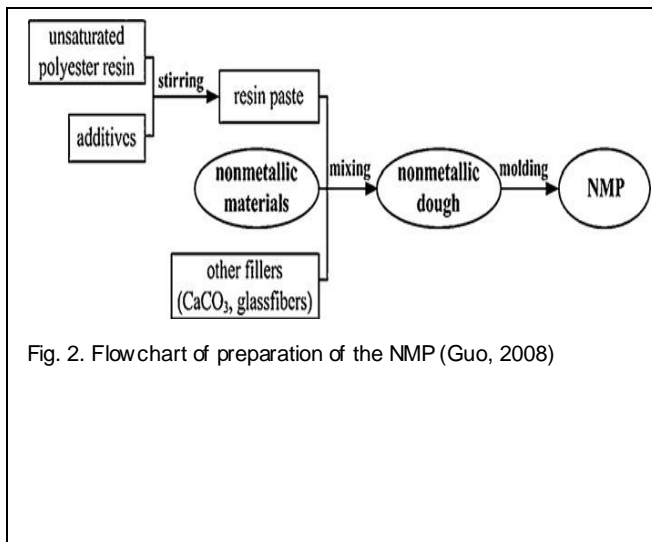 unsaturated
polyester resin
stirring
resin paste
additives
nonmetallic
materials
mixing
nonmetallic
dough
molding
NMP
other fillers
(CaCO₃, glassfibers)
Fig. 2. Flowchart of preparation of the NMP (Guo, 2008)